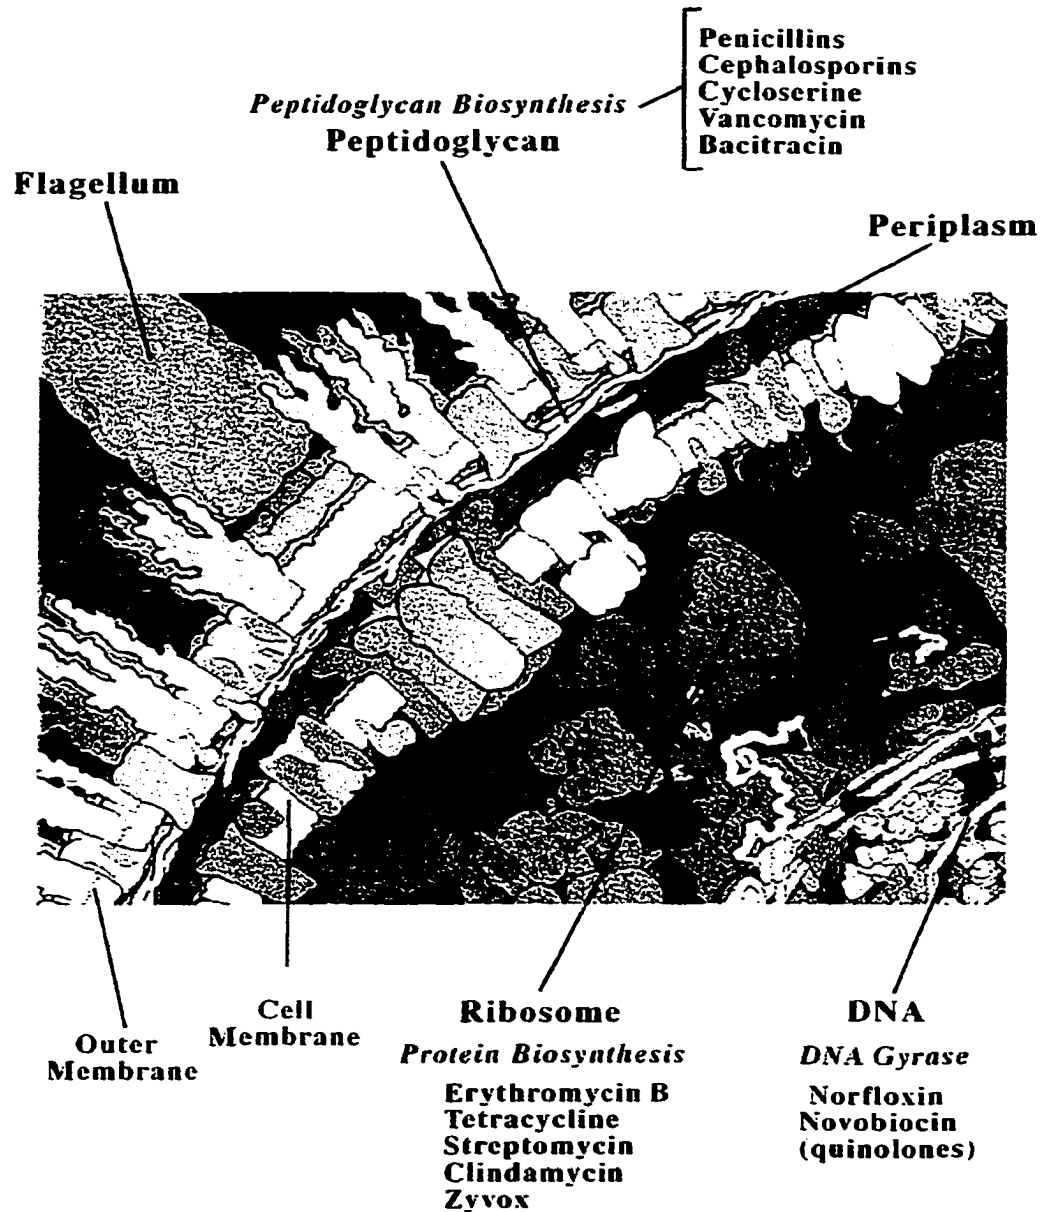 Penicillins
Cephalosporins
Cycloserine
Vancomycin
Bacitracin
Peptidoglycan Biosynthesis
Peptidoglycan
Flagellum
Periplasm
Outer
Membrane
Cell
Membrane
Ribosome
Protein Biosynthesis
Erythromycin B
Tetracycline
Streptomycin
Clindamycin
Zyvox
DNA
DNA Gyrase
Norfloxin
Novobiocin
(quinolones)